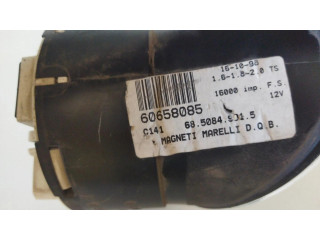 16-10-98
1.6-1.8-2.0 TS
16000 imp. F.S
12V
60658085
C141 60.5084.901.5
MAGNETI MARELLI D.Q.B.